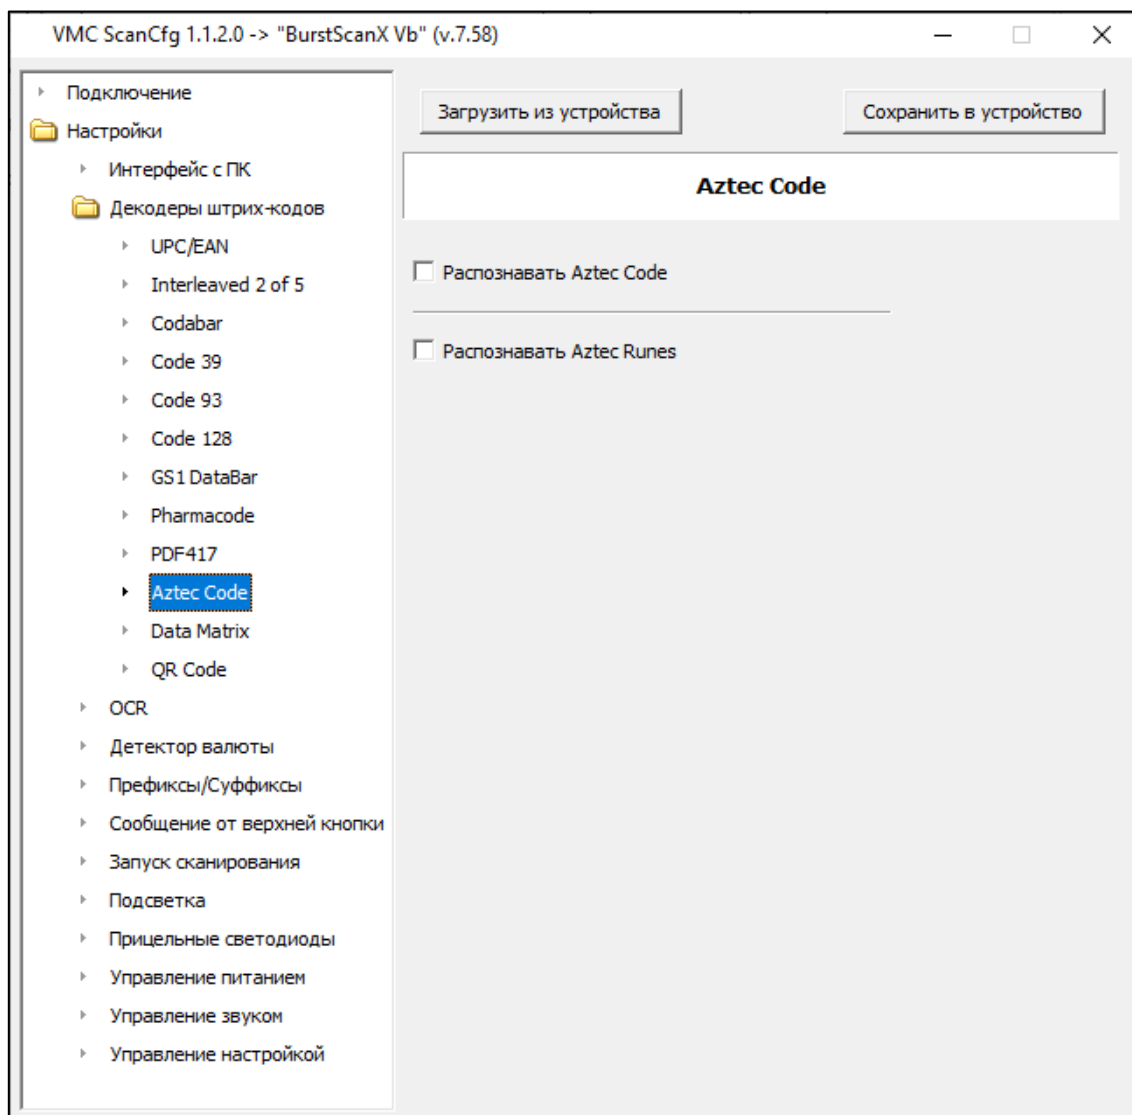 VMC ScanCfg 1.1.2.0 -> "BurstScanX Vb" (v.7.58)
Подключение
Настройки
Интерфейс с ПК
Декодеры штрих-кодов
UPC/EAN
Interleaved 2 of 5
Codabar
Code 39
Code 93
Code 128
GS1 DataBar
Pharmacode
PDF417
Aztec Code
Data Matrix
QR Code
OCR
Детектор валюты
Префиксы/Суффиксы
Сообщение от верхней кнопки
Запуск сканирования
Подсветка
Прицельные светодиоды
Управление питанием
Управление звуком
Управление настройкой
Загрузить из устройства
Сохранить в устройство
Aztec Code
Распознавать Aztec Code
Распознавать Aztec Runes